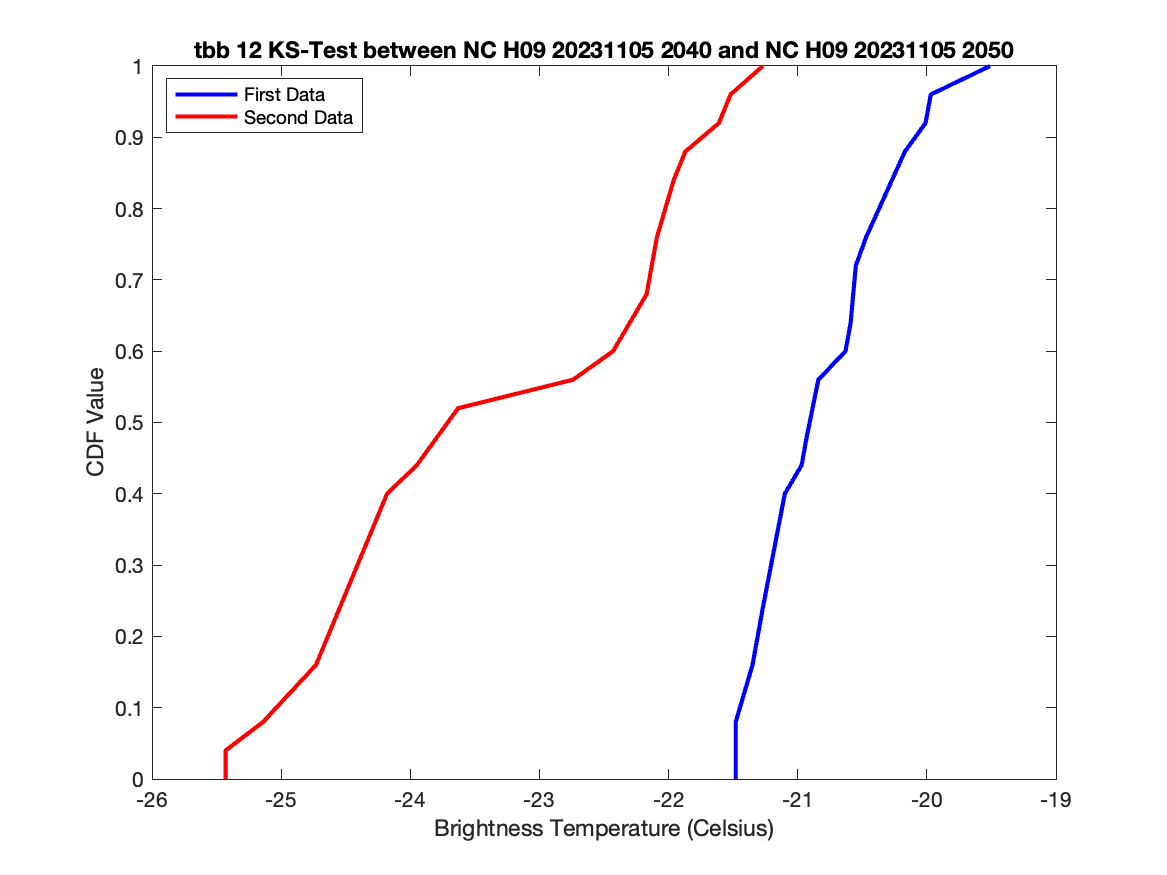 tbb 12 KS-Test between NC H09 20231105 2040 and NC H09 20231105 2050
First Data
Second Data
1
0.9
0.8
0.7
0.6
0.5
0.4
0.3
0.2
0.1
0
CDF Value
-26 -25 -24 -23 -22 -21 -20 -19
Brightness Temperature (Celsius)